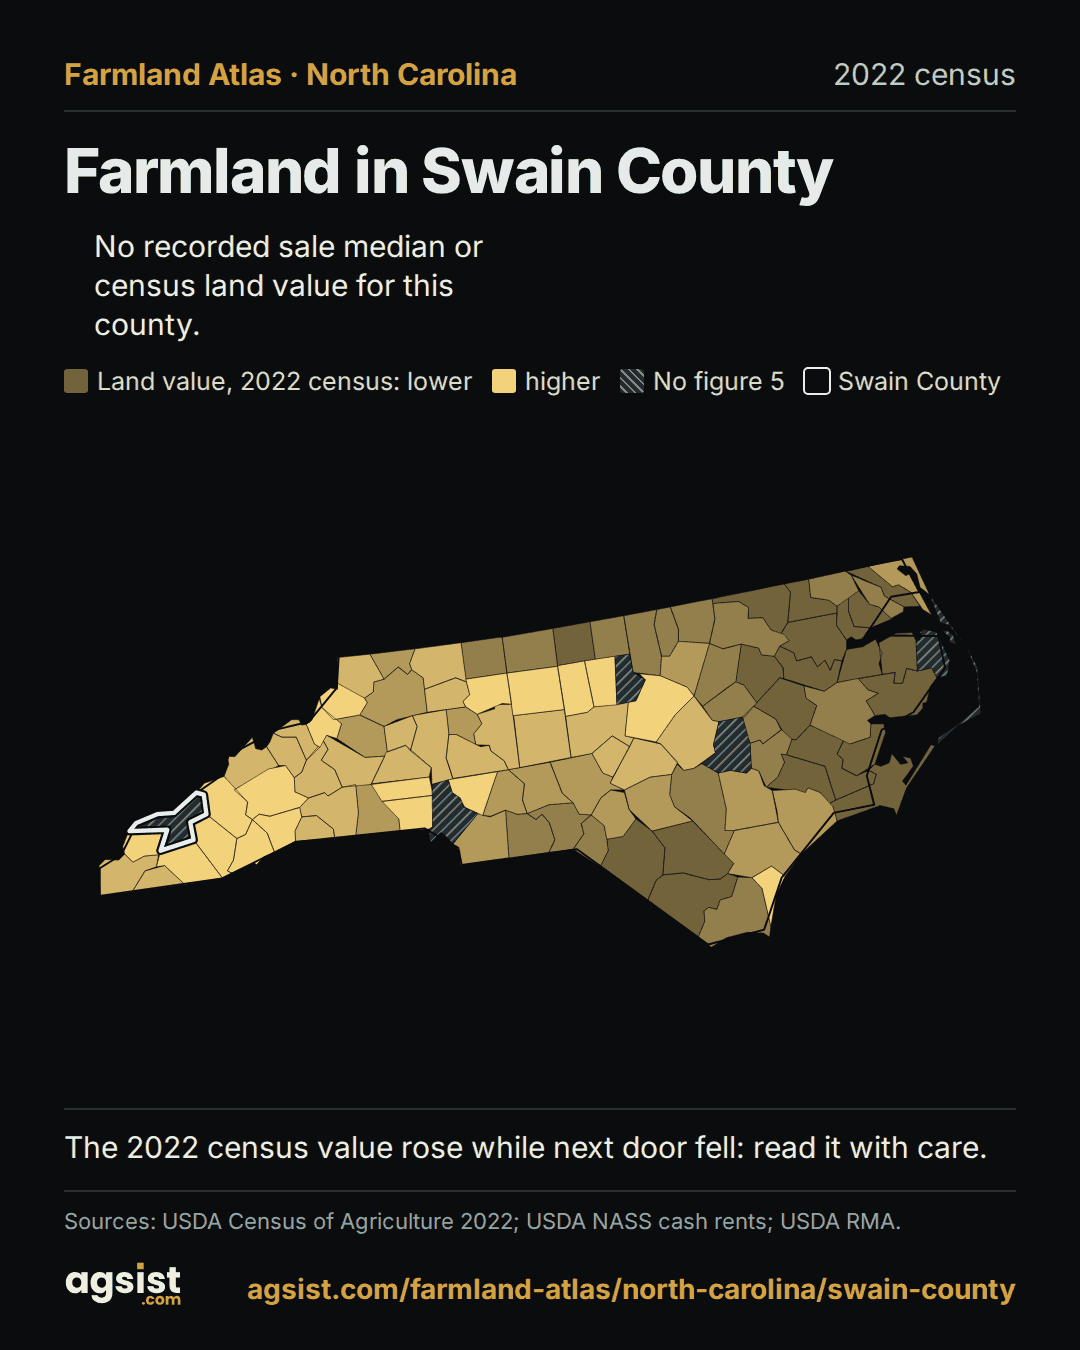 Farmland Atlas · North Carolina
2022 census
Farmland in Swain County
No recorded sale median or
census land value for this
county.
Land value, 2022 census: lower
higher
No figure 5
Swain County
The 2022 census value rose while next door fell: read it with care.
Sources: USDA Census of Agriculture 2022; USDA NASS cash rents; USDA RMA.
agsist
.com
agsist.com/farmland-atlas/north-carolina/swain-county